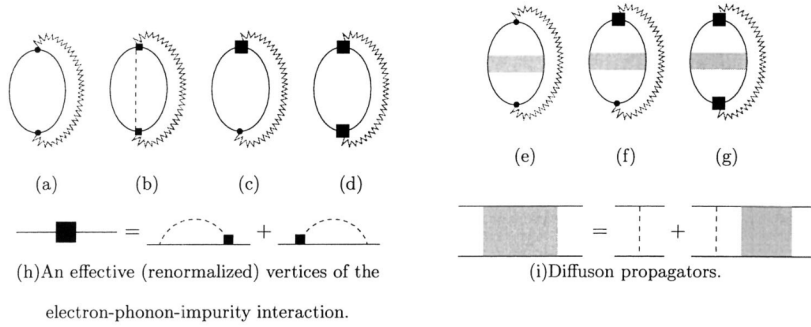 (a) (b) (c) (d)
= +
(h)An effective (renormalized) vertices of the
electron-phonon-impurity interaction.
(e) (f) (g)
= +
(i)Diffuson propagators.